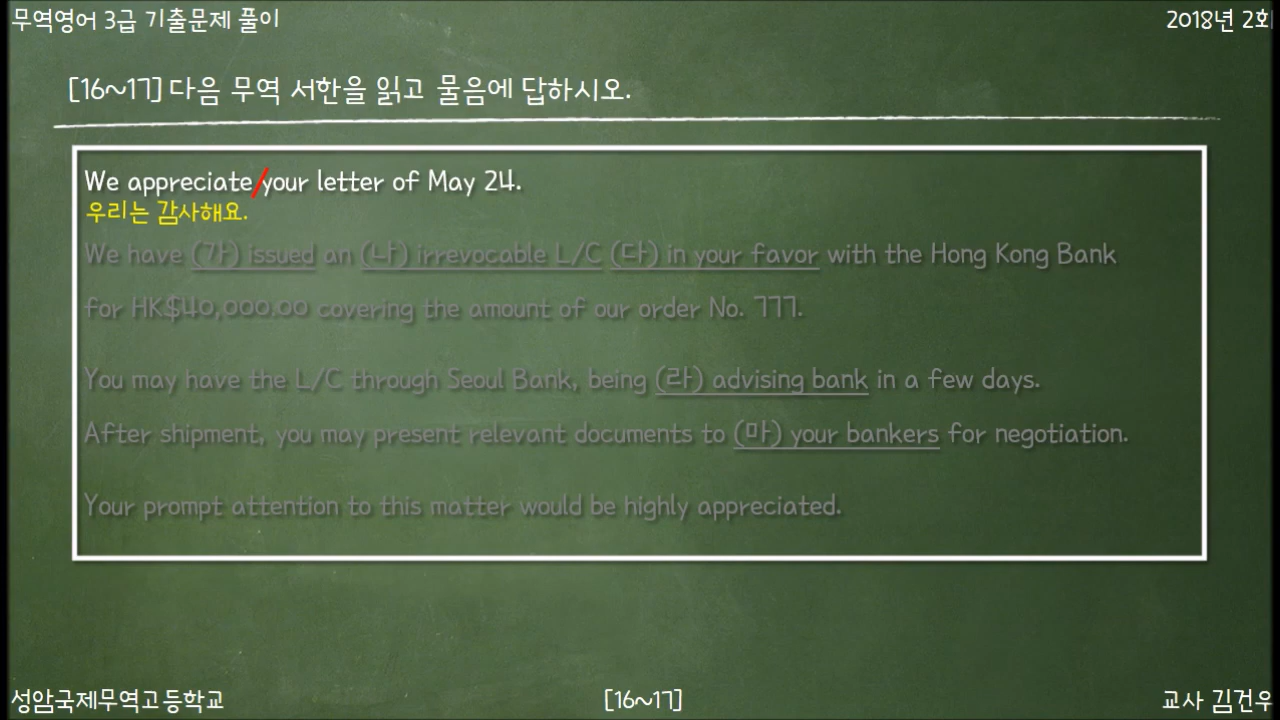 무역영어 3급 기출문제 풀이
2018년 2회
[16~17] 다음 무역 서한을 읽고 물음에 답하시오.
We appreciate/your letter of May 24.
우리는 감사해요.
We have (가) issued an (나) irrevocable L/C (다) in your favor with the Hong Kong Bank
for HK$40,000.00 covering the amount of our order No. 777.
You may have the L/C through Seoul Bank, being (라) advising bank in a few days.
After shipment, you may present relevant documents to (마) your bankers for negotiation.
Your prompt attention to this matter would be highly appreciated.
성암국제무역고등학교
[16~17]
교사 김건우